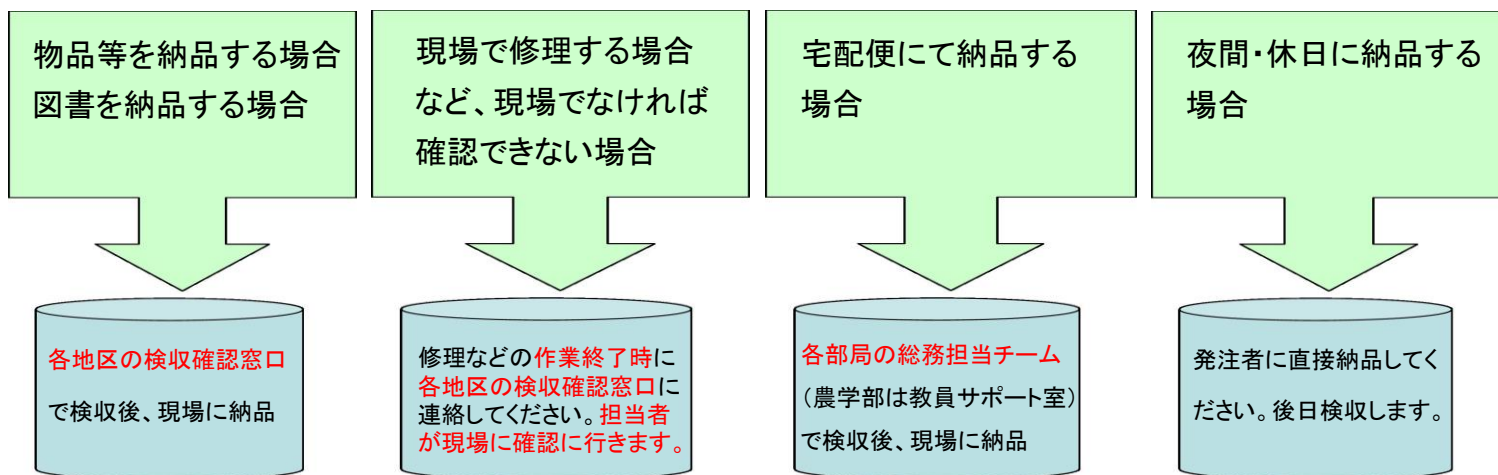 物品等を納品する場合
図書を納品する場合
現場で修理する場合
など、現場でなければ
確認できない場合
宅配便にて納品する
場合
夜間・休日に納品する
場合
各地区の検収確認窓口
で検収後、現場に納品
修理などの作業終了時に
各地区の検収確認窓口に
連絡してください。担当者
が現場に確認に行きます。
各部局の総務担当チーム
（農学部は教員サポート室）
で検収後、現場に納品
発注者に直接納品してく
ださい。後日検収します。